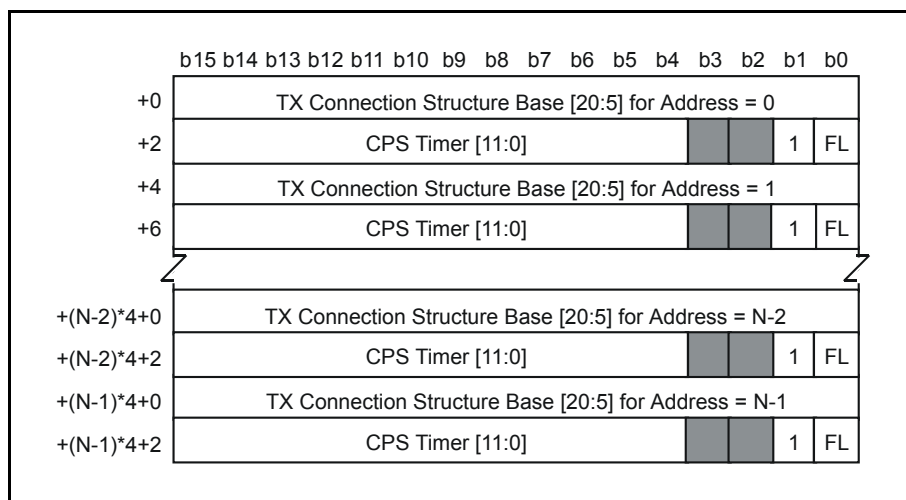 b15 b14 b13 b12 b11 b10 b9 b8 b7 b6 b5 b4 b3 b2 b1 b0
+0 TX Connection Structure Base [20:5] for Address = 0
+2 CPS Timer [11:0] 1 FL
+4 TX Connection Structure Base [20:5] for Address = 1
+6 CPS Timer [11:0] 1 FL
+(N-2)*4+0 TX Connection Structure Base [20:5] for Address = N-2
+(N-2)*4+2 CPS Timer [11:0] 1 FL
+(N-1)*4+0 TX Connection Structure Base [20:5] for Address = N-1
+(N-1)*4+2 CPS Timer [11:0] 1 FL